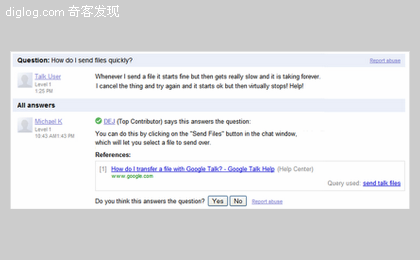 diglog.com 奇客发现
Question: How do I send files quickly?
Report abuse
Talk User
Level 1
1:25 PM
Whenever I send a file it starts fine but then gets really slow and it is taking forever.
I cancel the thing and try again and it starts ok but then virtually stops! Help!
All answers
Michael K
Level 1
DEJ (Top Contributor) says this answers the question:
You can do this by clicking on the "Send Files" button in the chat window,
which will let you select a file to send over.
References:
[1] How do I transfer a file with Google Talk? - Google Talk Help (Help Center)
www.google.com
Query used: send talk files
Do you think this answers the question? Yes No Report abuse